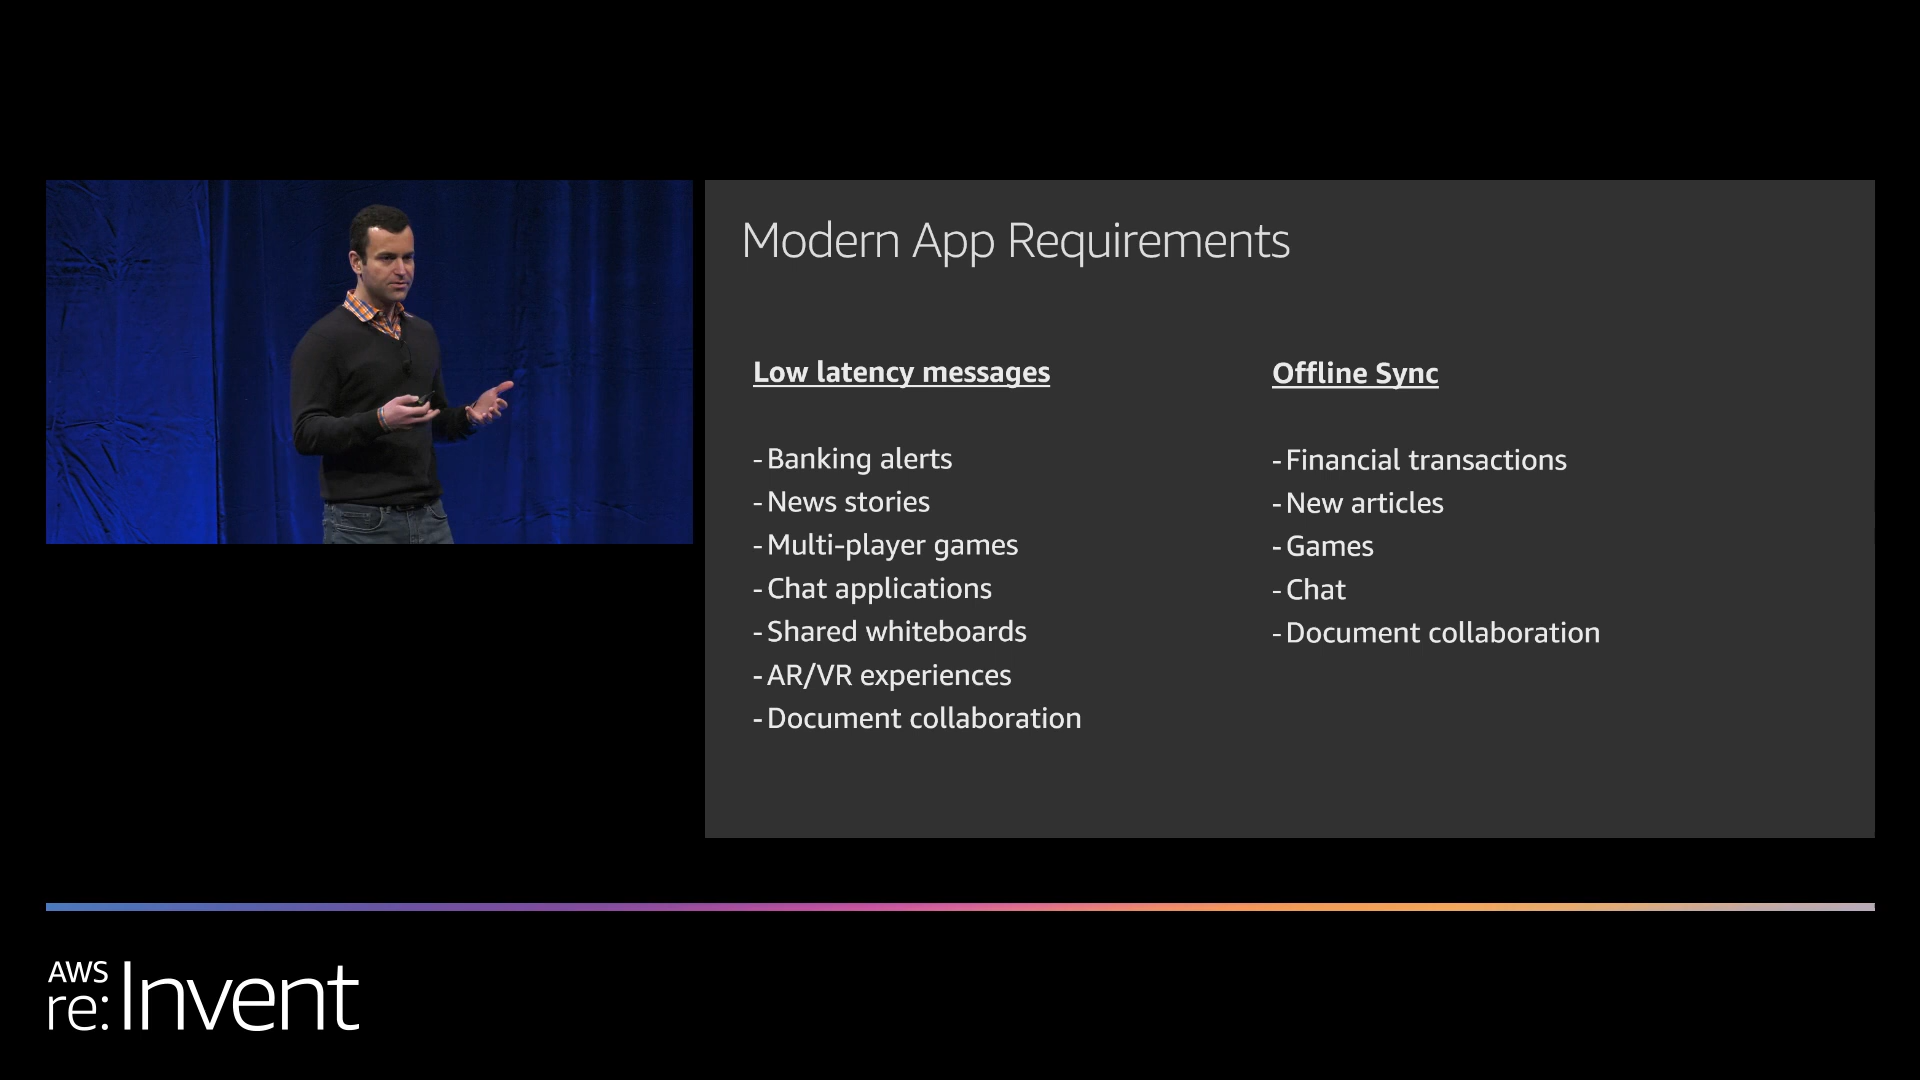 Modern App Requirements
Low latency messages
- Banking alerts
- News stories
- Multi-player games
- Chat applications
- Shared whiteboards
- AR/VR experiences
- Document collaboration
Offline Sync
- Financial transactions
- New articles
- Games
- Chat
- Document collaboration
AWS
re:Invent